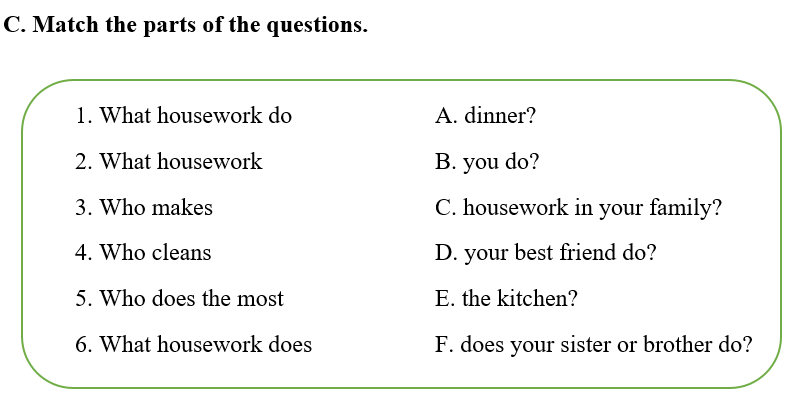 C. Match the parts of the questions.
1. What housework do
A. dinner?
2. What housework
B. you do?
3. Who makes
C. housework in your family?
4. Who cleans
D. your best friend do?
5. Who does the most
E. the kitchen?
6. What housework does
F. does your sister or brother do?